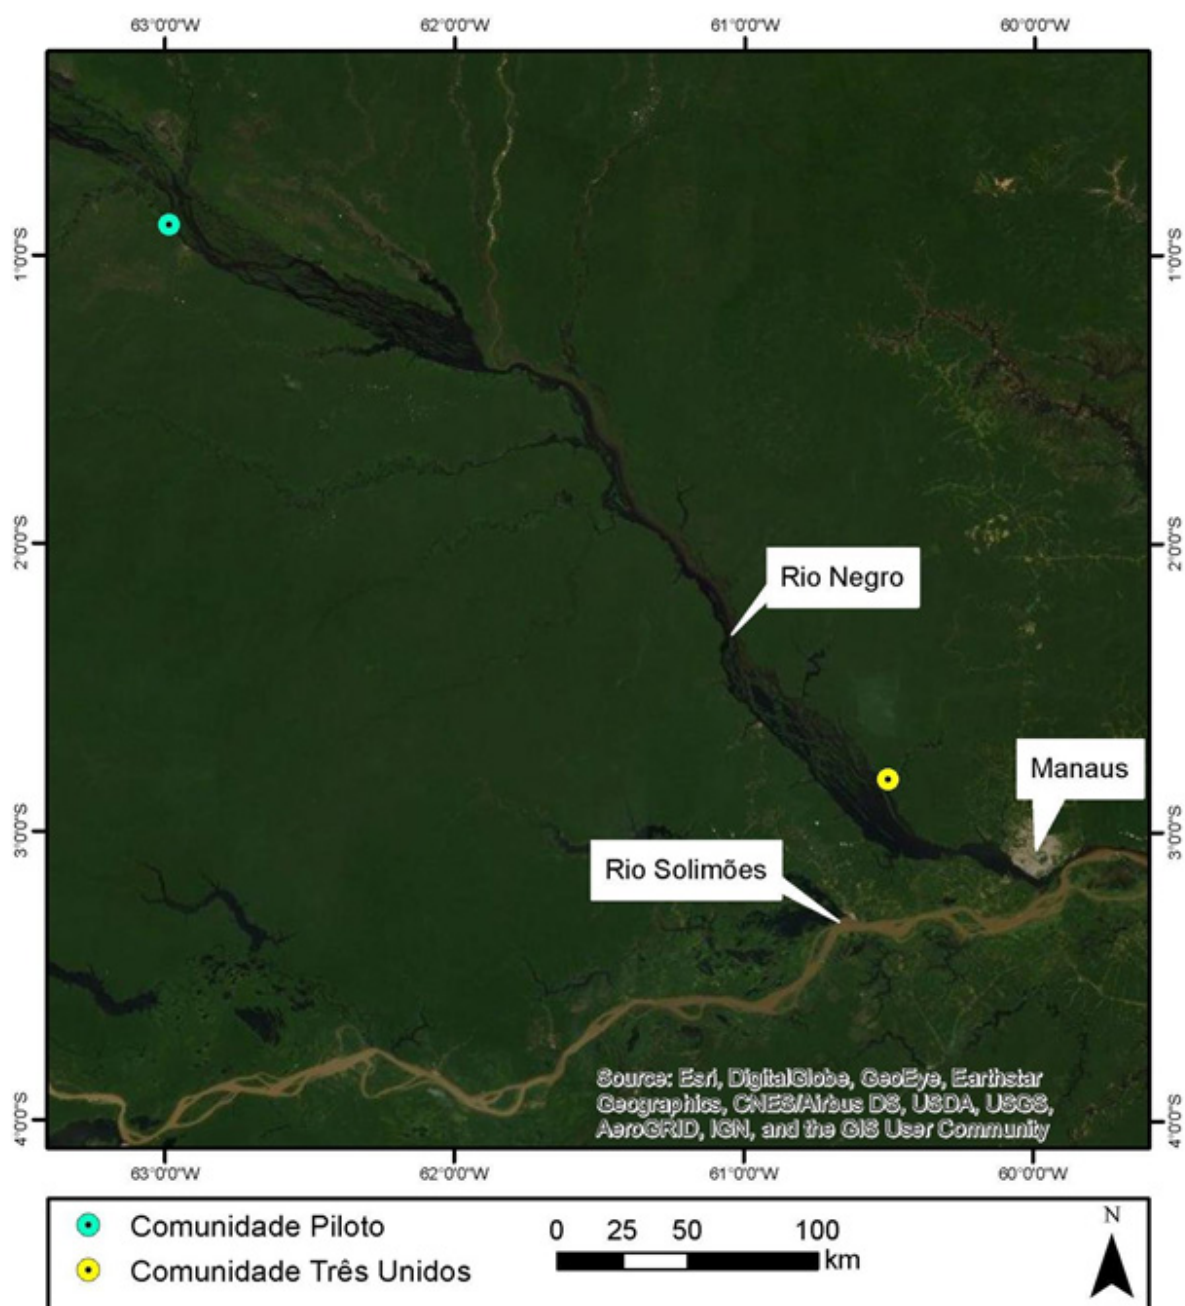 63°0'0"W 62°0'0"W 61°0'0"W 60°0'0"W
1°0'0"S 1°0'0"S
2°0'0"S 2°0'0"S
Rio Negro
Manaus
3°0'0"S 3°0'0"S
Rio Solimões
Source: Esri, DigitalGlobe, GeoEye, Earthstar
Geographics, CNES/Airbus DS, USDA, USGS,
AeroGRID, IGN, and the GIS User Community
4°0'0"S 4°0'0"S
63°0'0"W 62°0'0"W 61°0'0"W 60°0'0"W
Comunidade Piloto
Comunidade Três Unidos
0 25 50 100
km
N